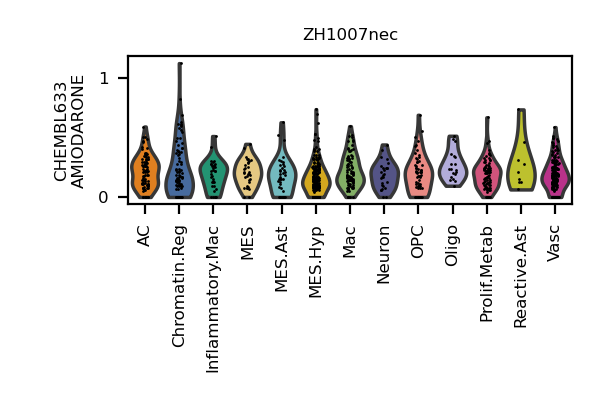 ZH1007nec
CHEMBL633
AMIODARONE
1
0
AC
Chromatin.Reg
Inflammatory.Mac
MES
MES.Ast
MES.Hyp
Mac
Neuron
OPC
Oligo
Prolif.Metab
Reactive.Ast
Vasc